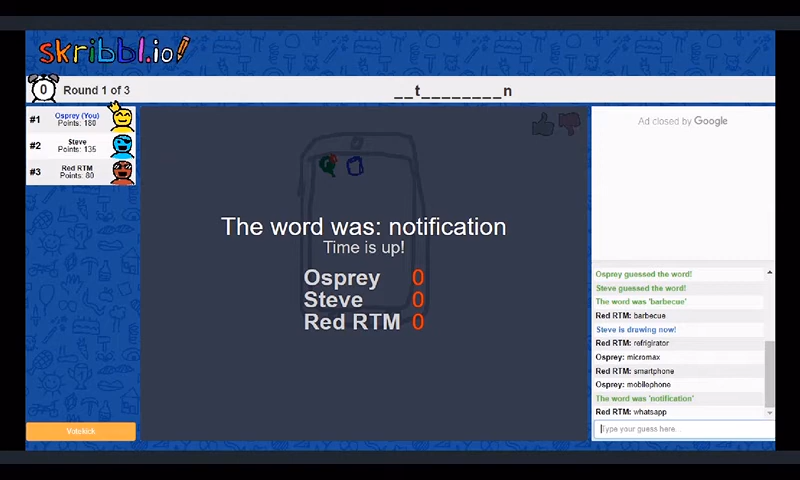 skribbl.io
0
Round 1 of 3
__t________n
#1
Osprey (You)
Points: 180
#2
Steve
Points: 135
#3
Red RTM
Points: 80
The word was: notification
Time is up!
Osprey 0
Steve 0
Red RTM 0
Ad closed by Google
Osprey guessed the word!
Steve guessed the word!
The word was 'barbecue'
Red RTM: barbecue
Steve is drawing now!
Red RTM: refrigirator
Osprey: micromax
Red RTM: smartphone
Osprey: mobilephone
The word was 'notification'
Red RTM: whatsapp
Type your guess here...
Votekick